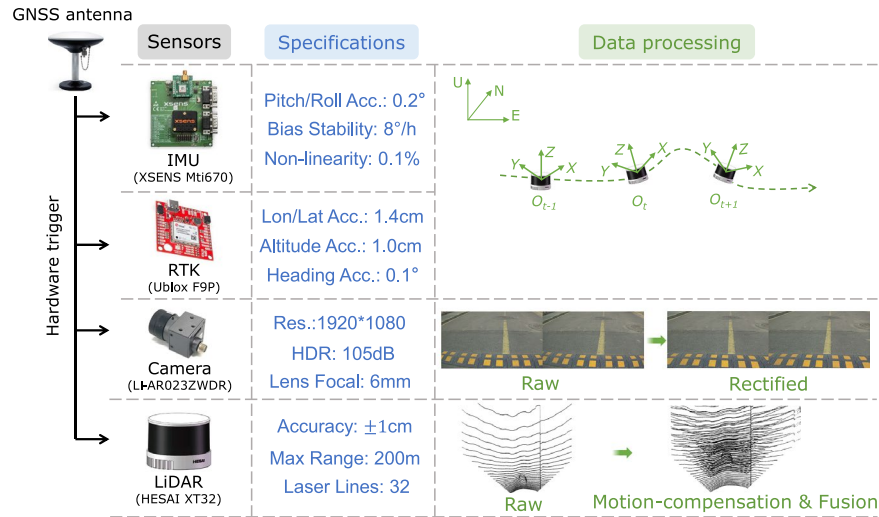 GNSS antenna
Sensors
Specifications
Data processing
Hardware trigger
xsens
IMU
(XSENS Mti670)
Pitch/Roll Acc.: 0.2°
Bias Stability: 8°/h
Non-linearity: 0.1%
U
N
E
Z
Y
X
O t-1
Z
X
Y
O t
Z
Y
X
O t+1
RTK
(Ublox F9P)
Lon/Lat Acc.: 1.4cm
Altitude Acc.: 1.0cm
Heading Acc.: 0.1°
Camera
(LI-AR023ZWDR)
Res.:1920*1080
HDR: 105dB
Lens Focal: 6mm
Raw
Rectified
HESAI
LiDAR
(HESAI XT32)
Accuracy: ±1cm
Max Range: 200m
Laser Lines: 32
Raw
Motion-compensation & Fusion